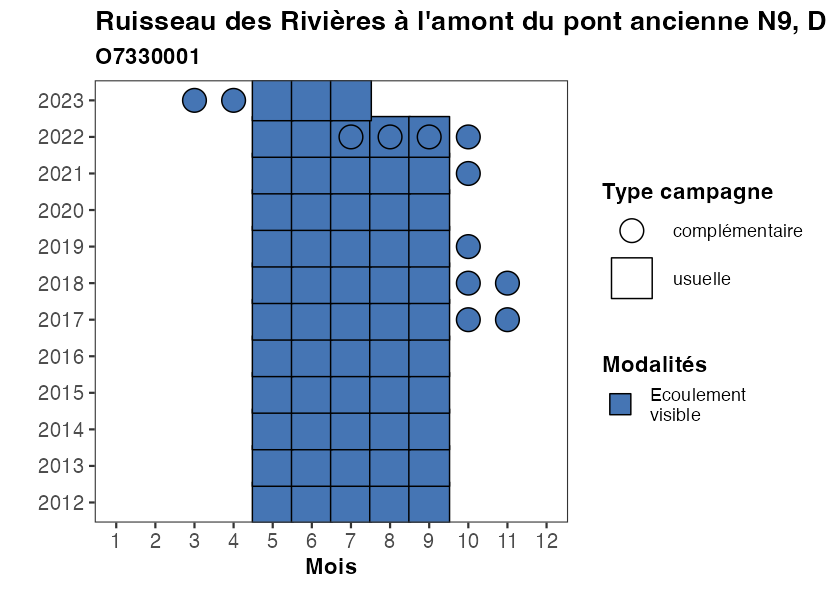 Ruisseau des Rivières à l'amont du pont ancienne N9, D
O7330001
2023
2022
2021
2020
2019
2018
2017
2016
2015
2014
2013
2012
1 2 3 4 5 6 7 8 9 10 11 12
Mois
Type campagne
complémentaire
usuelle
Modalités
Ecoulement
visible